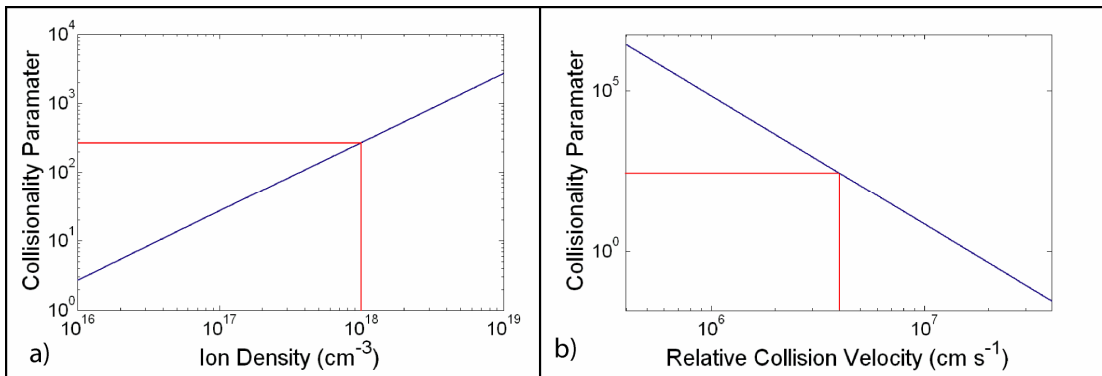 10^4
10^3
10^2
10^1
10^0
Collisionality Paramater
10^16
10^17
10^18
10^19
Ion Density (cm^-3)
a)
10^5
10^0
Collisionality Paramater
10^6
10^7
Relative Collision Velocity (cm s^-1)
b)